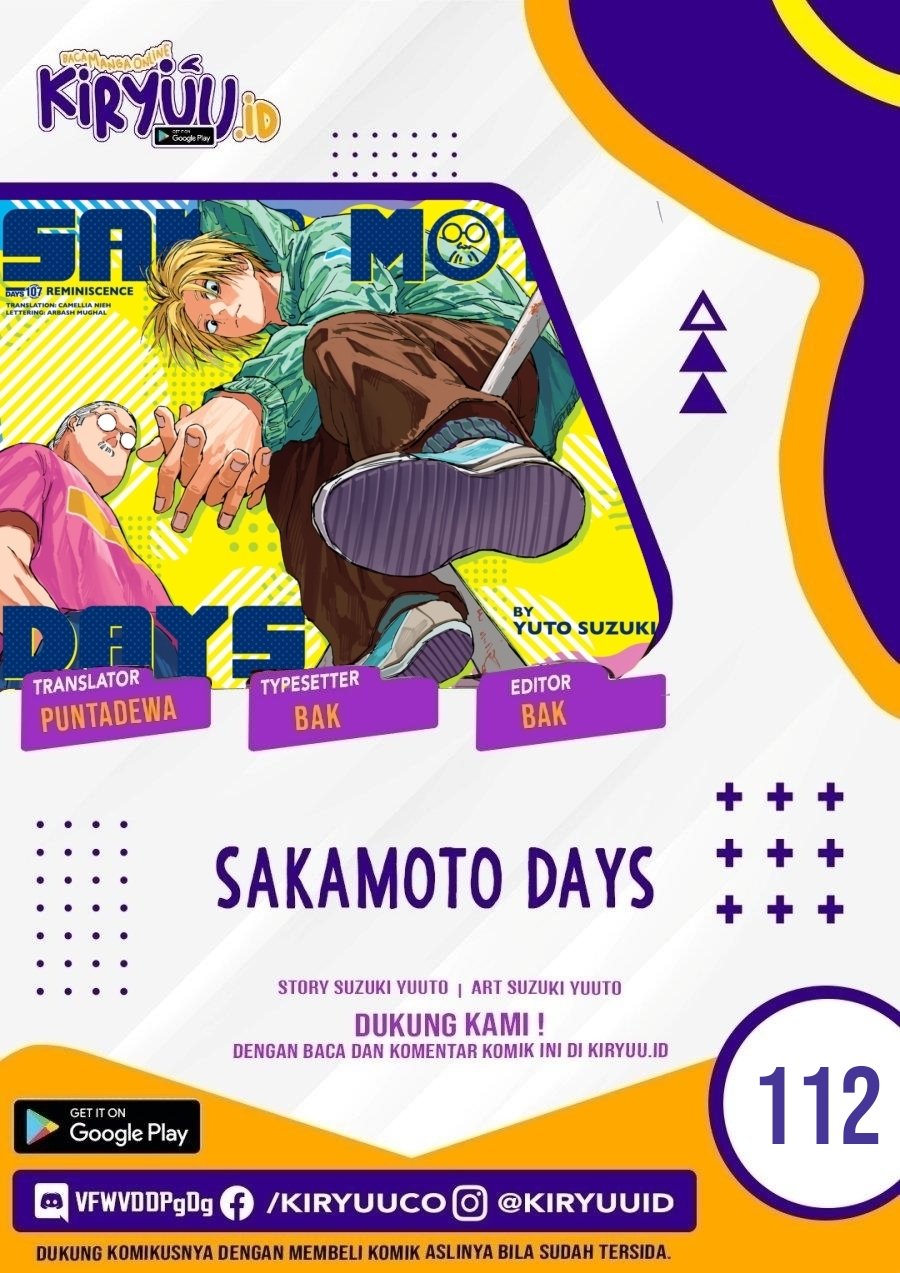 BACA MANGA ONLINE
KIRYUU.ID
GET IT ON
Google Play
DAYS 107 REMINISCENCE
TRANSLATION: CAMELLIA NIEH
LETTERING: ARBASH MUGHAL
DAYS
BY
YUTO SUZUKI
TRANSLATOR
PUNTADEWA
TYPESETTER
BAK
EDITOR
BAK
SAKAMOTO DAYS
STORY SUZUKI YUUTO | ART SUZUKI YUUTO
DUKUNG KAMI !
DENGAN BACA DAN KOMENTAR KOMIK INI DI KIRYUU.ID
112
GET IT ON
Google Play
VFWVDDPgDg /KIRYUUCO @KIRYUUID
DUKUNG KOMIKUSNYA DENGAN MEMBELI KOMIK ASLINYA BILA SUDAH TERSIDA.